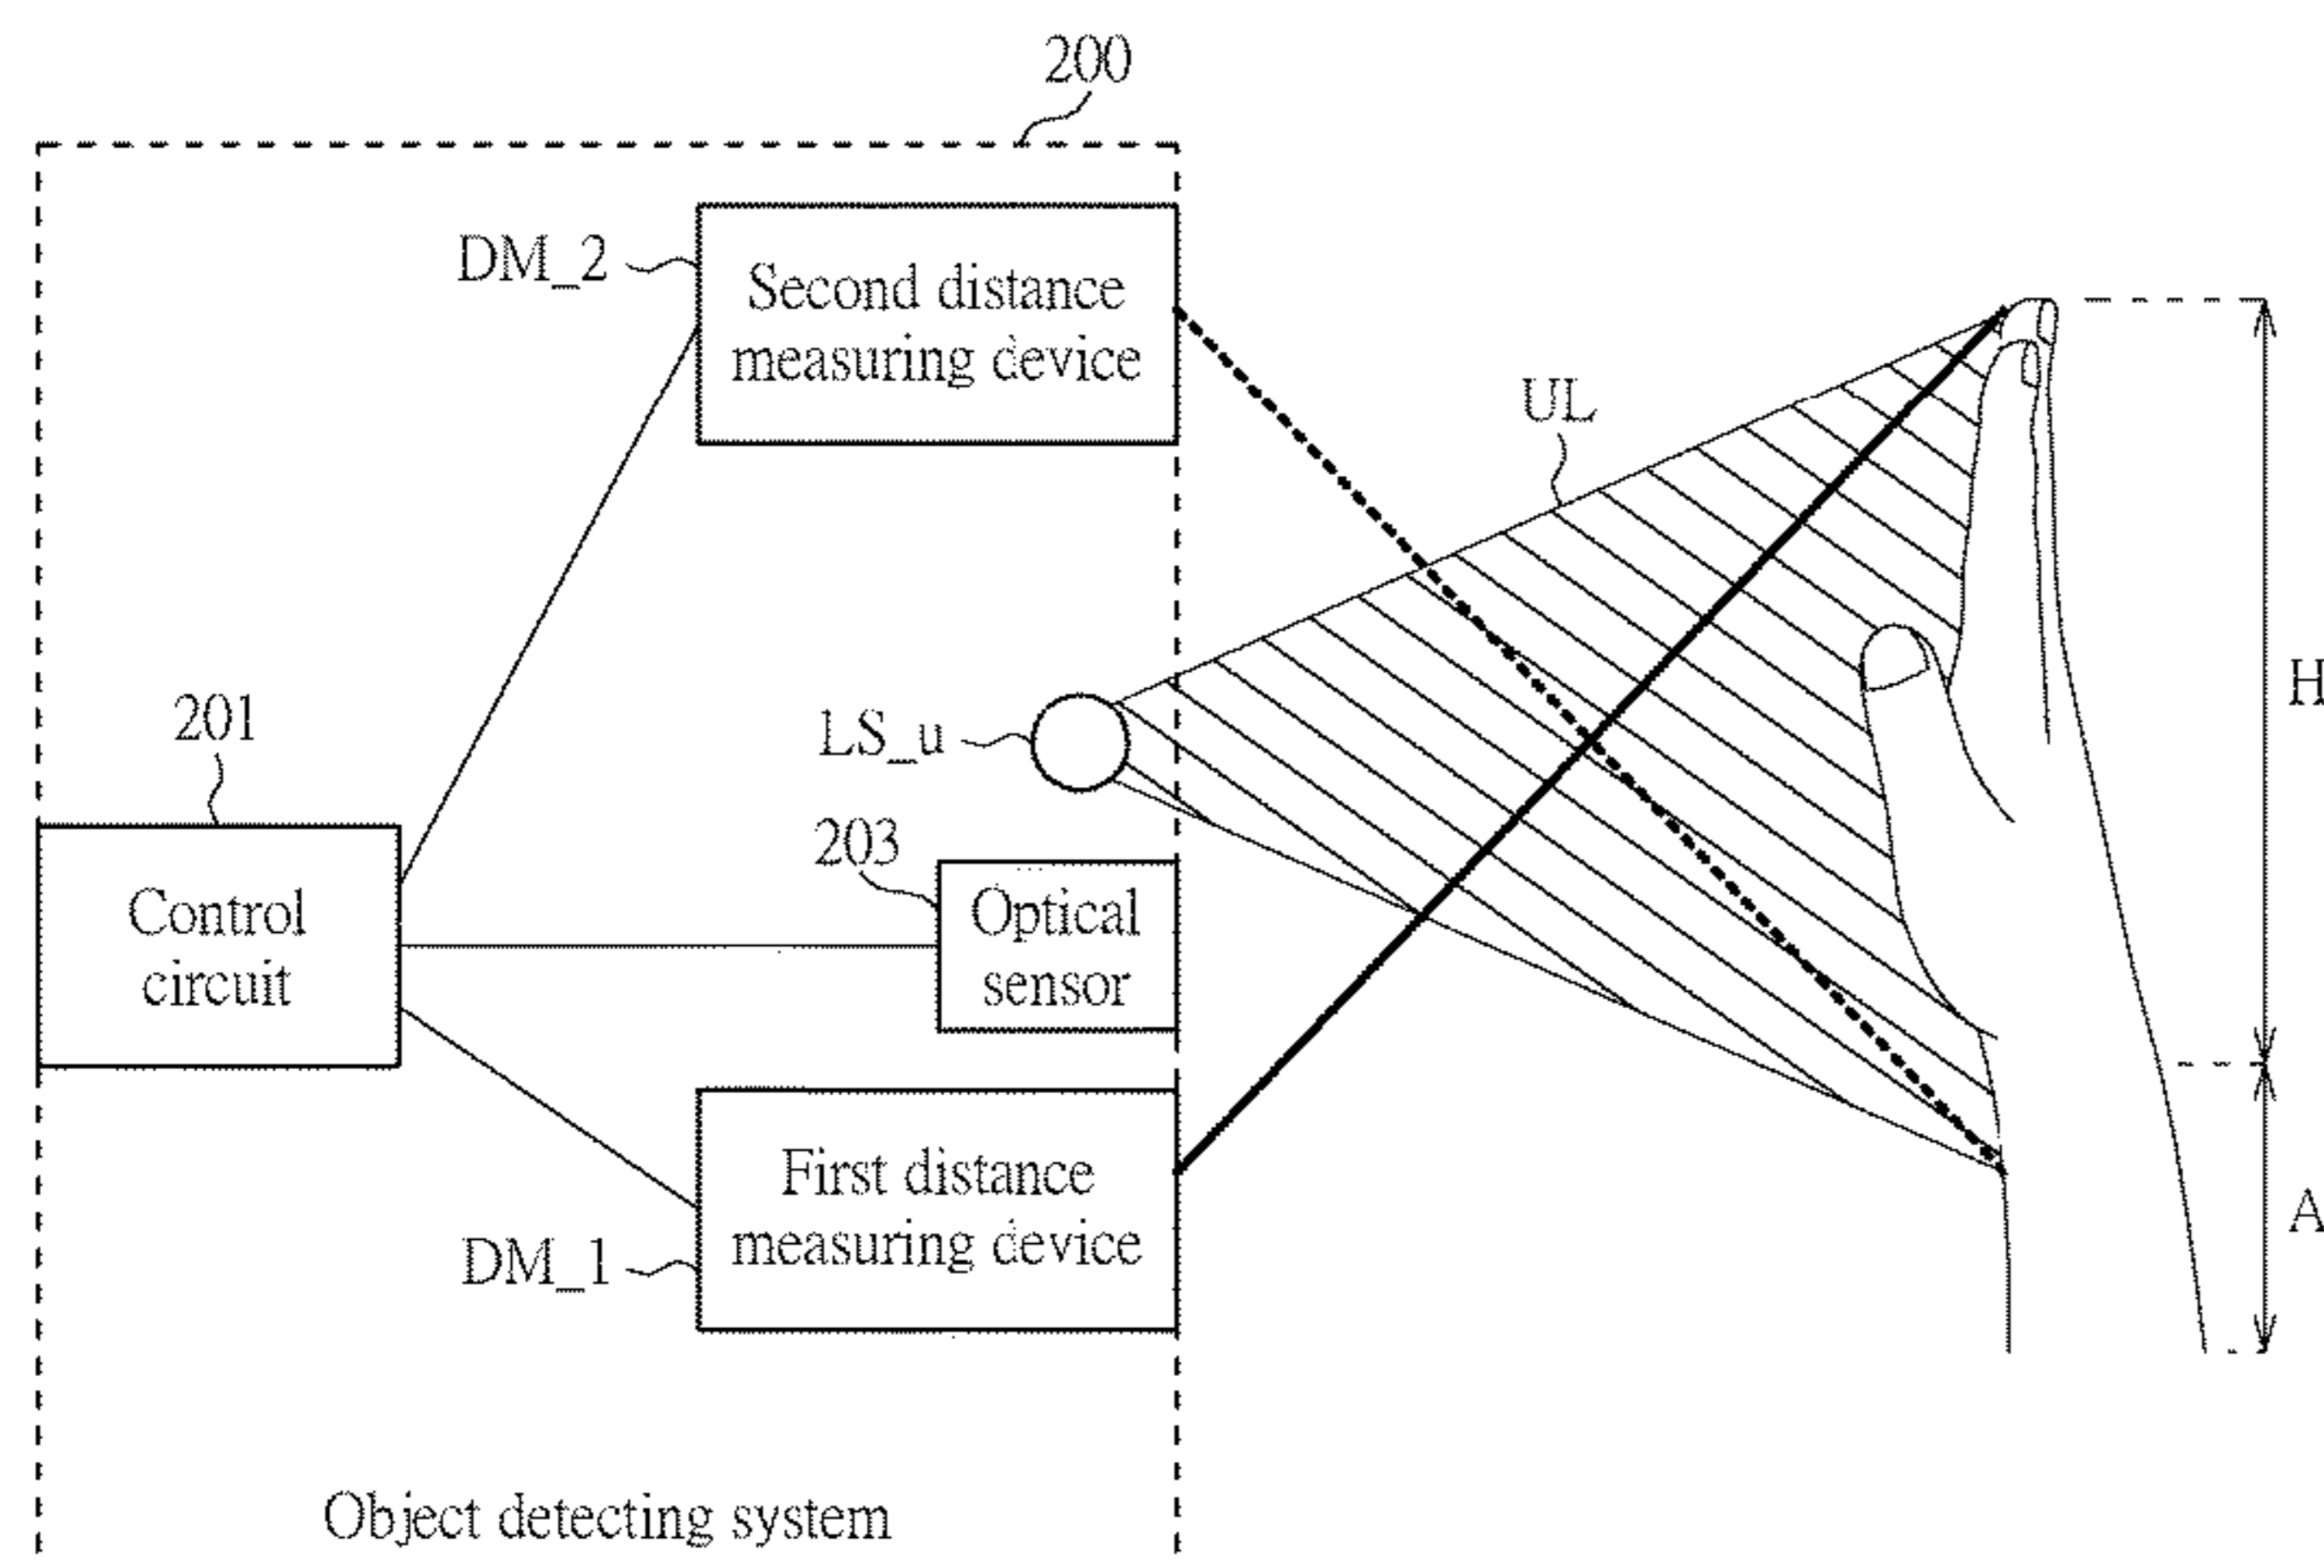 200
DM_2
Second distance
measuring device
UL
H
LS_u
201
203
Control
circuit
Optical
sensor
First distance
measuring device
DM_1
A
Object detecting system